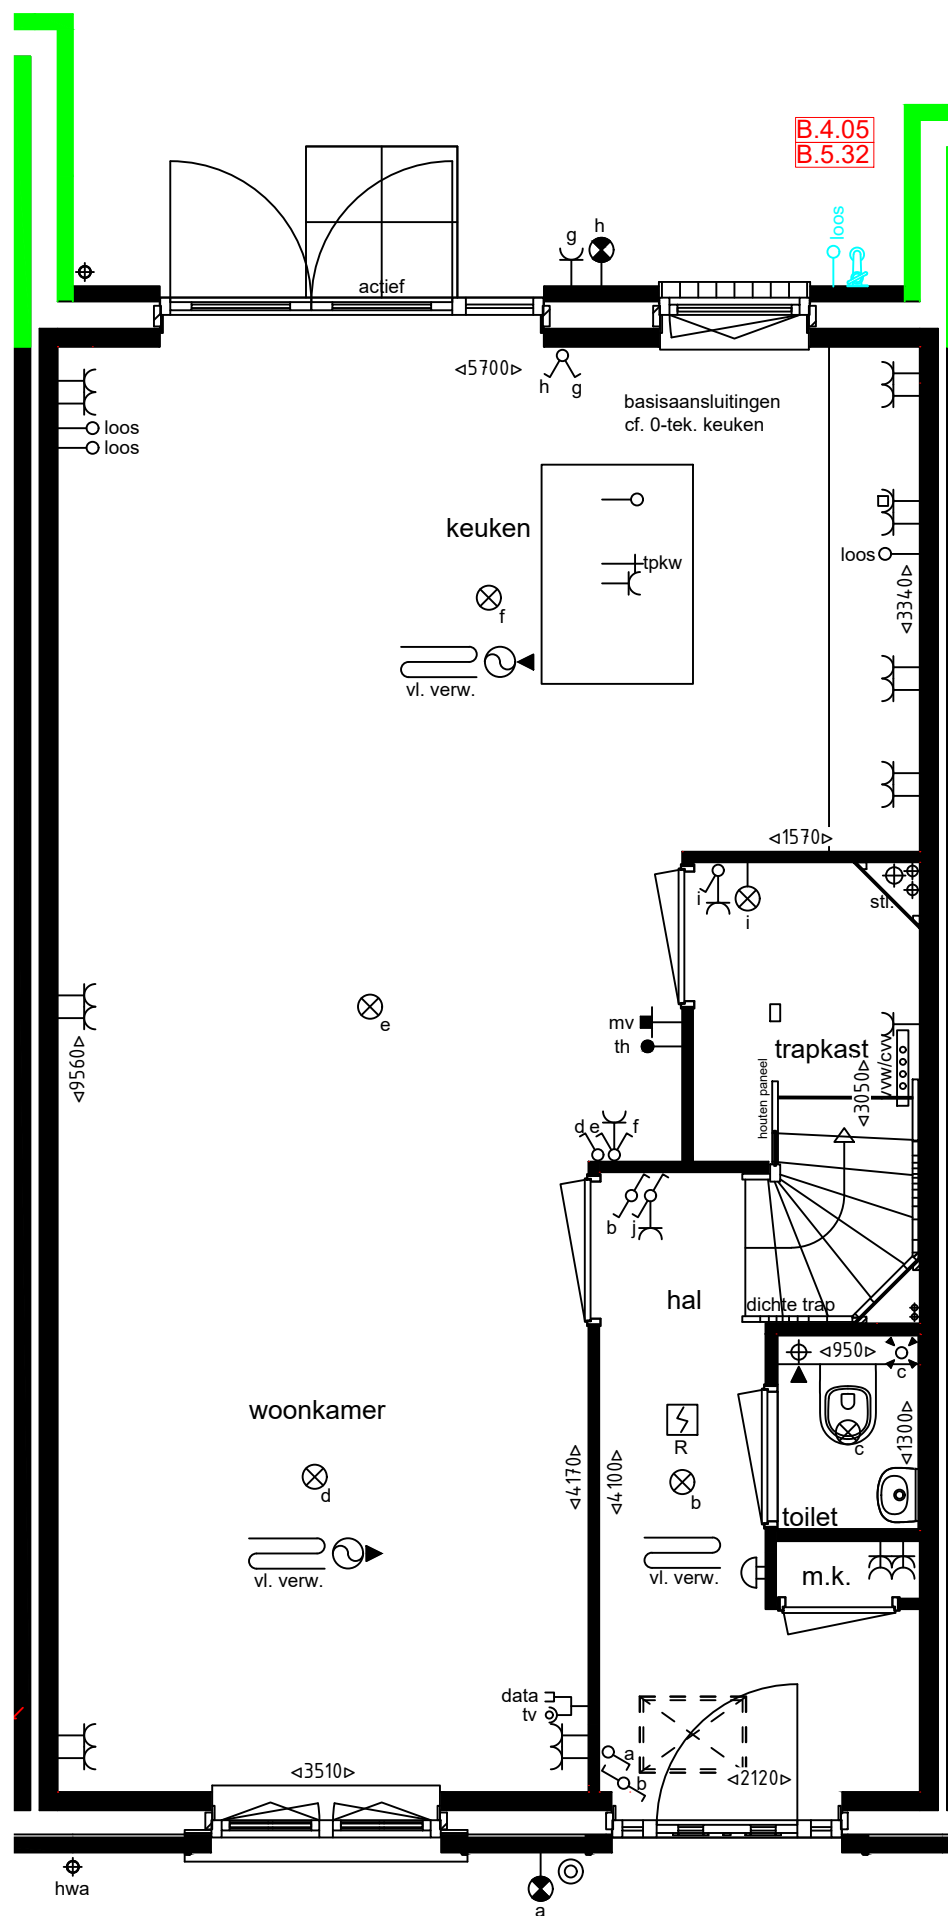 B.4.05
B.5.32
loos
g h
actief
5700
h g
basisaansluitingen
cf. 0-tek. keuken
loos
loos
keuken
loos
tpkw
3340
f
vl. verw.
1570
i
i
stl.
e
mv
th
trapkast
vvw/cvv
9560
3050
houten paneel
d e f
b j
hal
dichte trap
950
c
woonkamer
R
c
1300
4170
4100
d
b
toilet
vl. verw.
vl. verw.
m.k.
data
tv
a
b
3510
2120
hwa
a